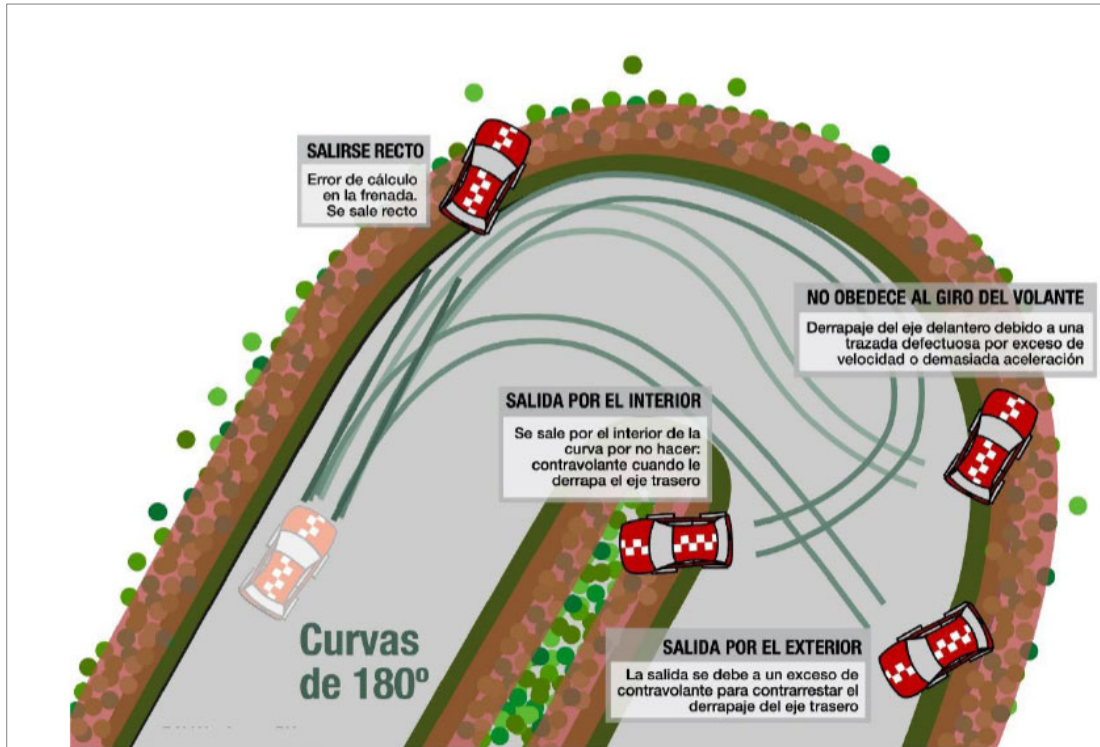 SALIRSE RECTO
Error de cálculo
en la frenada.
Se sale recto
NO OBEDECE AL GIRO DEL VOLANTE
Derrapaje del eje delantero debido a una
trazada defectuosa por exceso de
velocidad o demasiada aceleración
SALIDA POR EL INTERIOR
Se sale por el interior de la
curva por no hacer:
contravolante cuando le
derrapa el eje trasero
Curvas
de 180º
SALIDA POR EL EXTERIOR
La salida se debe a un exceso de
contravolante para contrarrestar el
derrapaje del eje trasero